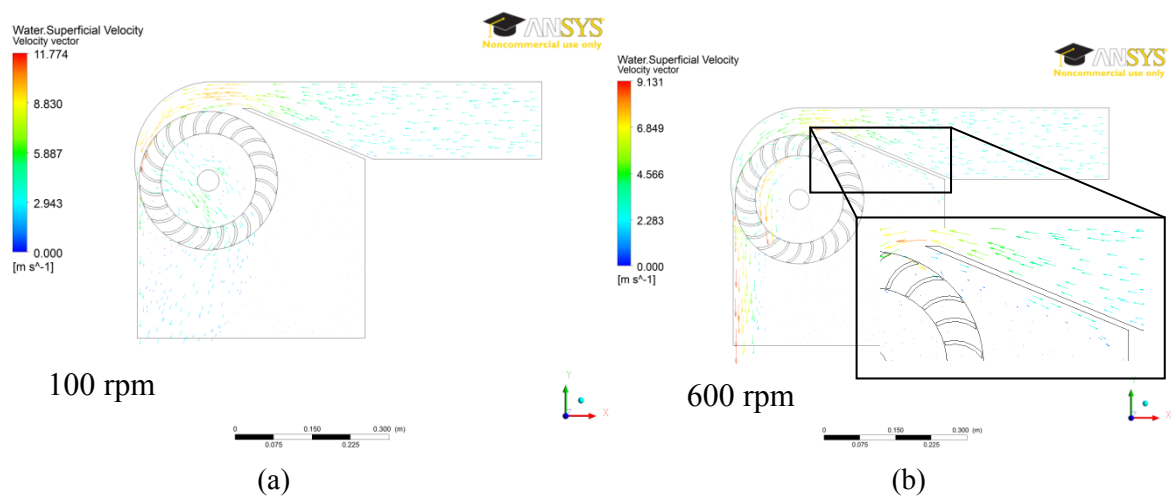 Water.Superficial Velocity
Velocity vector
11.774
8.830
5.887
2.943
0.000
[m s^-1]
ANSYS
Noncommercial use only
100 rpm
Y
X
0 0.150 0.300 (m)
0.075 0.225
(a)
Water.Superficial Velocity
Velocity vector
9.131
6.849
4.566
2.283
0.000
[m s^-1]
ANSYS
Noncommercial use only
600 rpm
Y
X
0 0.150 0.300 (m)
0.075 0.225
(b)